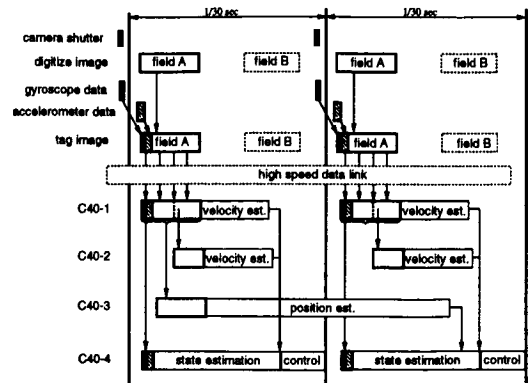 1/30 sec 1/30 sec
camera shutter
digitize image field A field B field A field B
gyroscope data
accelerometer data
tag image field A field B field A field B
high speed data link
C40-1 velocity est. velocity est.
C40-2 velocity est. velocity est.
C40-3 position est.
C40-4 state estimation control state estimation control